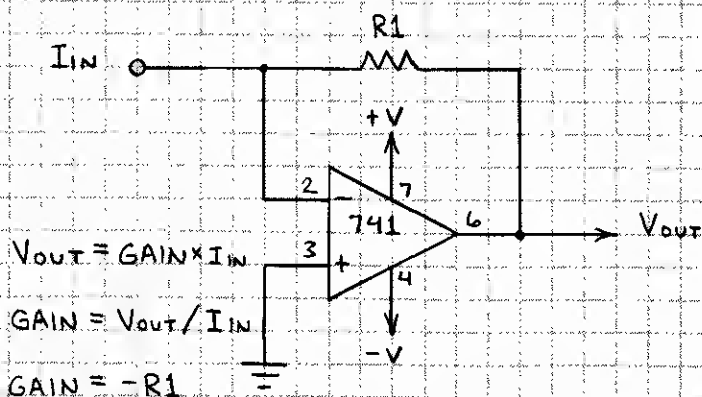 R1
IIN
+V
2
-
7
741
6
VOUT
3
+
4
-V
VOUT = GAIN × IIN
GAIN = VOUT / IIN
GAIN = -R1